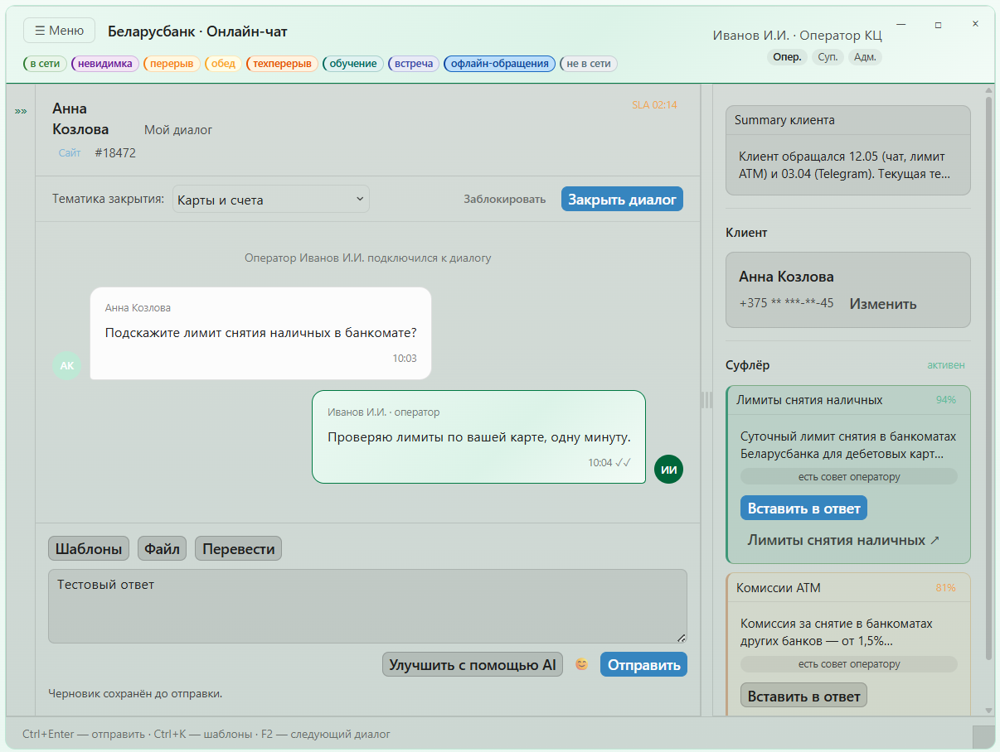 ☰ Меню
Беларусбанк · Онлайн-чат
Иванов И.И. · Оператор КЦ
в сети невидимка перерыв обед техперерыв обучение встреча офлайн-обращения не в сети
Опер. Суп. Адм.
»»
Анна
Козлова
Мой диалог
SLA 02:14
Сайт #18472
Тематика закрытия: Карты и счета
Заблокировать
Закрыть диалог
Оператор Иванов И.И. подключился к диалогу
Анна Козлова
Подскажите лимит снятия наличных в банкомате?
10:03
АК
Иванов И.И. · оператор
Проверяю лимиты по вашей карте, одну минуту.
10:04 ✓✓
ИИ
Шаблоны Файл Перевести
Тестовый ответ
Улучшить с помощью AI 😊 Отправить
Черновик сохранён до отправки.
Summary клиента
Клиент обращался 12.05 (чат, лимит
ATM) и 03.04 (Telegram). Текущая те...
Клиент
Анна Козлова
+375 ** ***-**-45 Изменить
Суфлёр активен
Лимиты снятия наличных 94%
Суточный лимит снятия в банкоматах
Беларусбанка для дебетовых карт...
есть совет оператору
Вставить в ответ
Лимиты снятия наличных ↗
Комиссии ATM 81%
Комиссия за снятие в банкоматах
других банков — от 1,5%...
есть совет оператору
Вставить в ответ
Ctrl+Enter — отправить · Ctrl+K — шаблоны · F2 — следующий диалог